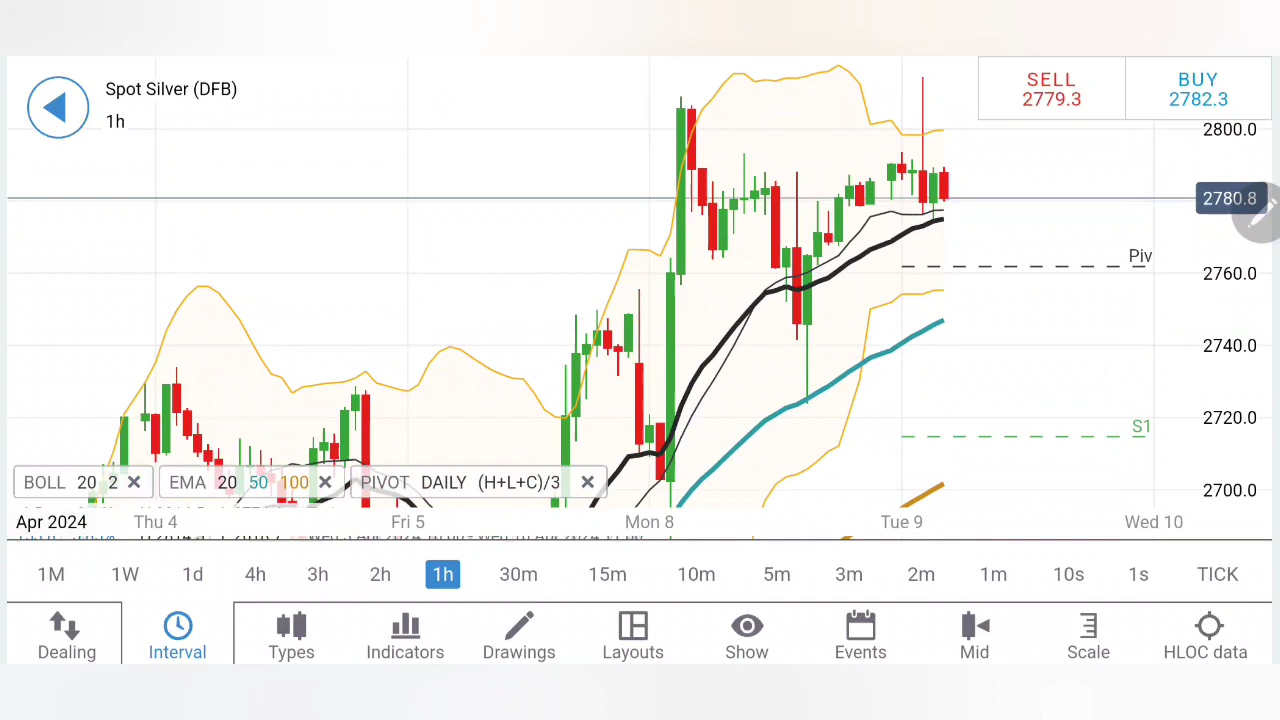 Spot Silver (DFB)
1h
SELL
2779.3
BUY
2782.3
2800.0
2780.8
Piv
2760.0
2740.0
S1
2720.0
2700.0
BOLL 20 2
EMA 20 50 100
PIVOT DAILY (H+L+C)/3
Apr 2024 Thu 4 Fri 5 Mon 8 Tue 9 Wed 10
1M 1W 1d 4h 3h 2h 1h 30m 15m 10m 5m 3m 2m 1m 10s 1s TICK
Dealing Interval Types Indicators Drawings Layouts Show Events Mid Scale HLOC data